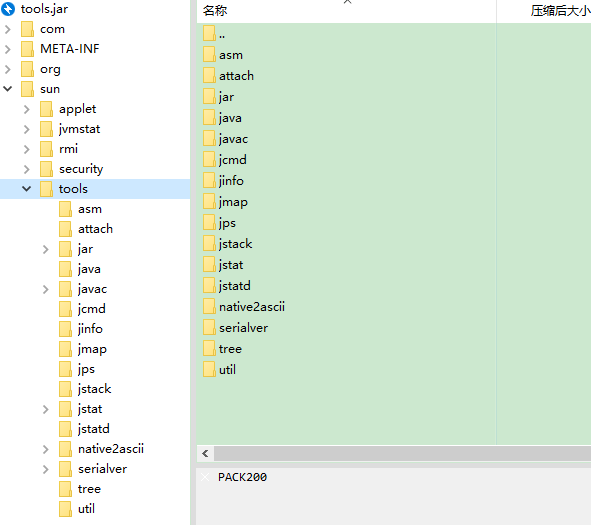 tools.jar
com
META-INF
org
sun
applet
jvmstat
rmi
security
tools
asm
attach
jar
java
javac
jcmd
jinfo
jmap
jps
jstack
jstat
jstatd
native2ascii
serialver
tree
util
名称 压缩后大小
..
asm
attach
jar
java
javac
jcmd
jinfo
jmap
jps
jstack
jstat
jstatd
native2ascii
serialver
tree
util
PACK200